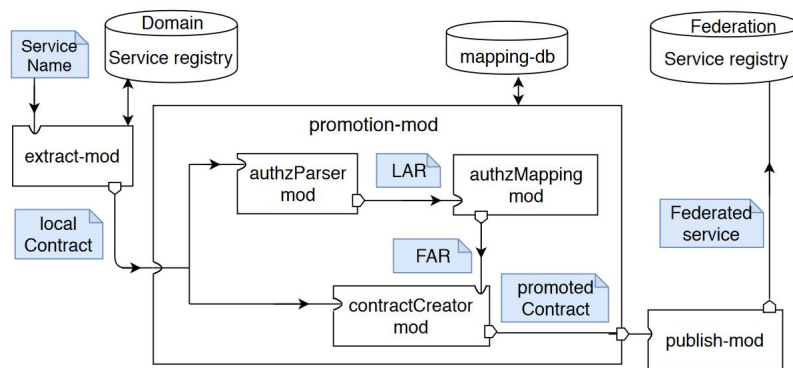 Service
Name
Domain
Service registry
mapping-db
Federation
Service registry
extract-mod
promotion-mod
authzParser
mod
LAR
authzMapping
mod
local
Contract
FAR
Federated
service
contractCreator
mod
promoted
Contract
publish-mod